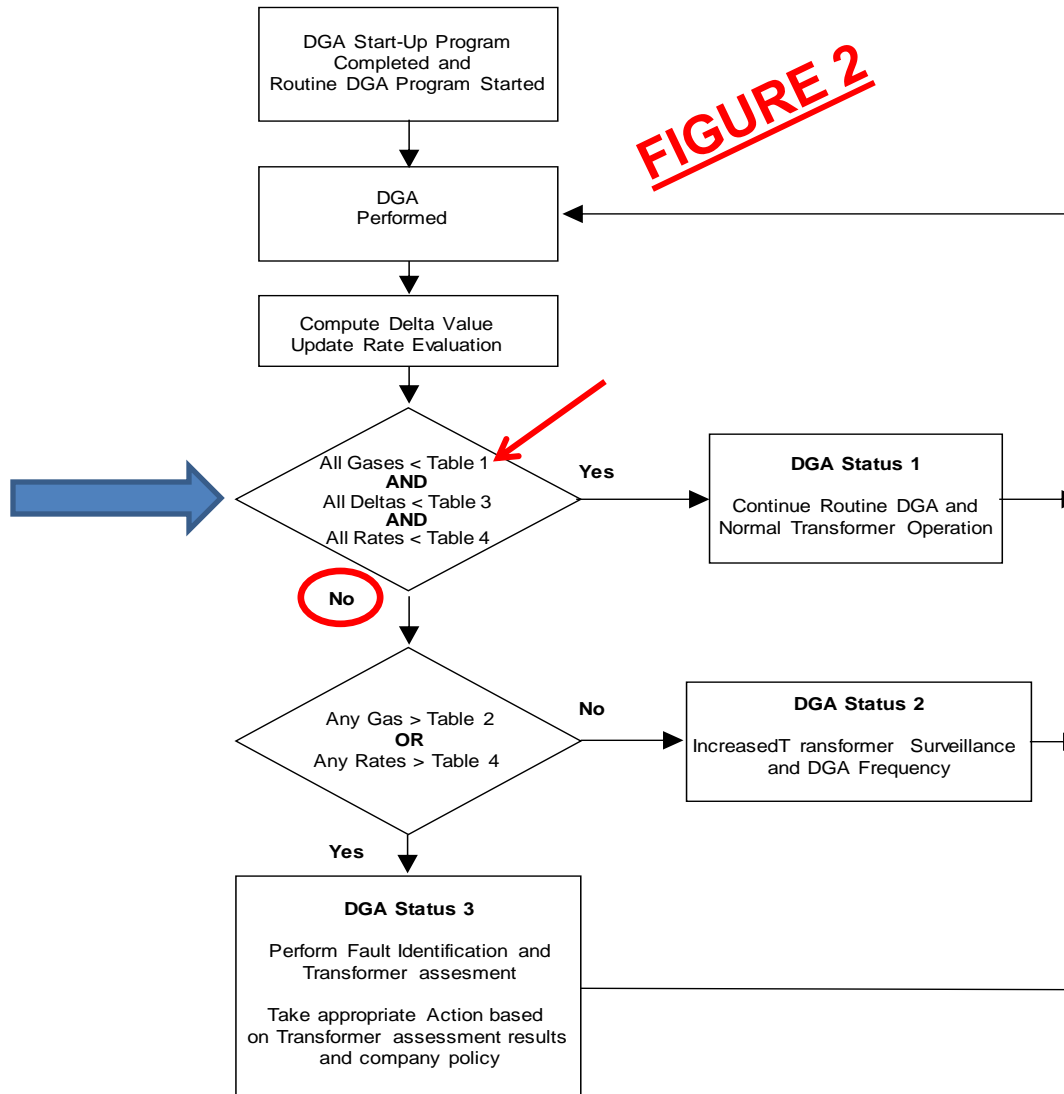 DGA Start-Up Program
Completed and
Routine DGA Program Started
FIGURE 2
DGA
Performed
Compute Delta Value
Update Rate Evaluation
All Gases < Table 1
AND
All Deltas < Table 3
AND
All Rates < Table 4
Yes
DGA Status 1
Continue Routine DGA and
Normal Transformer Operation
No
Any Gas > Table 2
OR
Any Rates > Table 4
No
DGA Status 2
IncreasedT ransformer Surveillance
and DGA Frequency
Yes
DGA Status 3
Perform Fault Identification and
Transformer assesment
Take appropriate Action based
on Transformer assessment results
and company policy